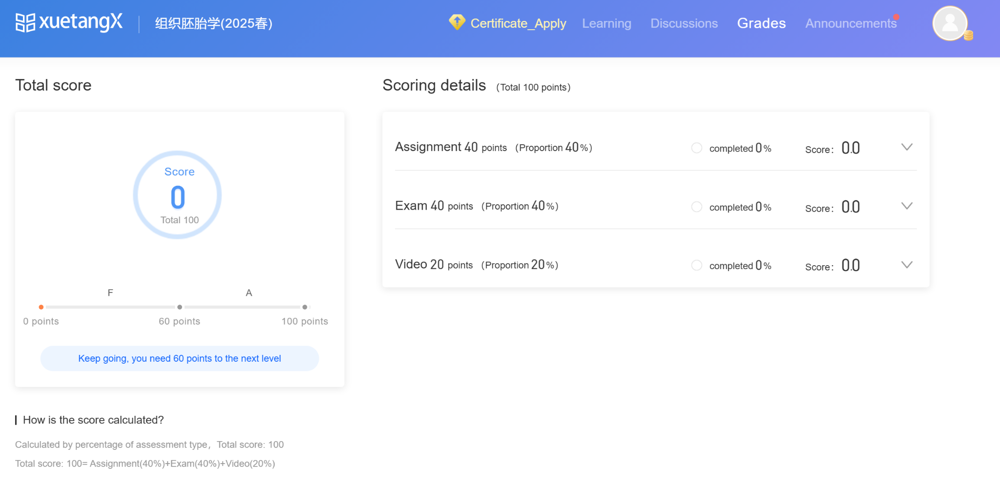 xuetangX 组织胚胎学(2025春) Certificate_Apply Learning Discussions Grades Announcements
Total score
Score
0
Total 100
F A
0 points 60 points 100 points
Keep going, you need 60 points to the next level
How is the score calculated?
Calculated by percentage of assessment type，Total score: 100
Total score: 100= Assignment(40%)+Exam(40%)+Video(20%)
Scoring details （Total 100 points）
Assignment 40 points （Proportion 40%） completed 0% Score： 0.0
Exam 40 points （Proportion 40%） completed 0% Score： 0.0
Video 20 points （Proportion 20%） completed 0% Score： 0.0